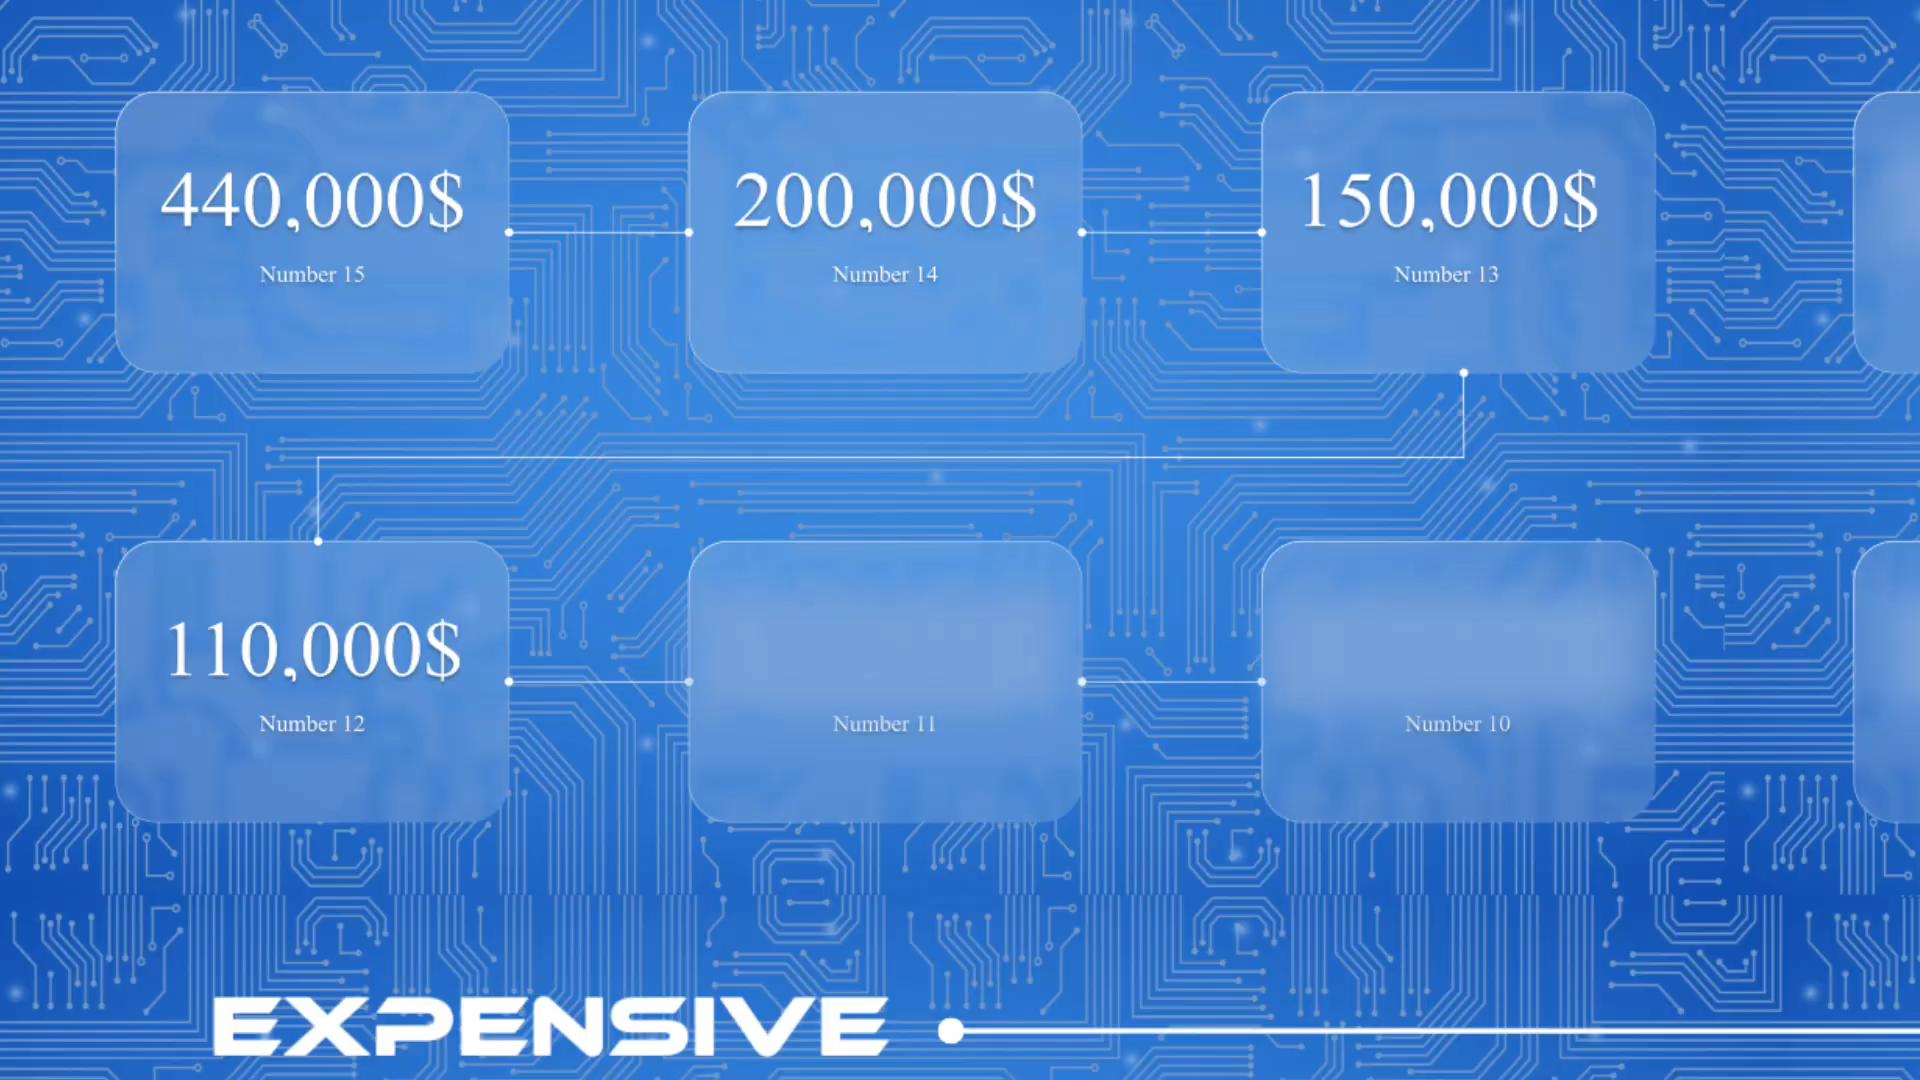 440,000$
Number 15
200,000$
Number 14
150,000$
Number 13
110,000$
Number 12
Number 11
Number 10
EXPENSIVE